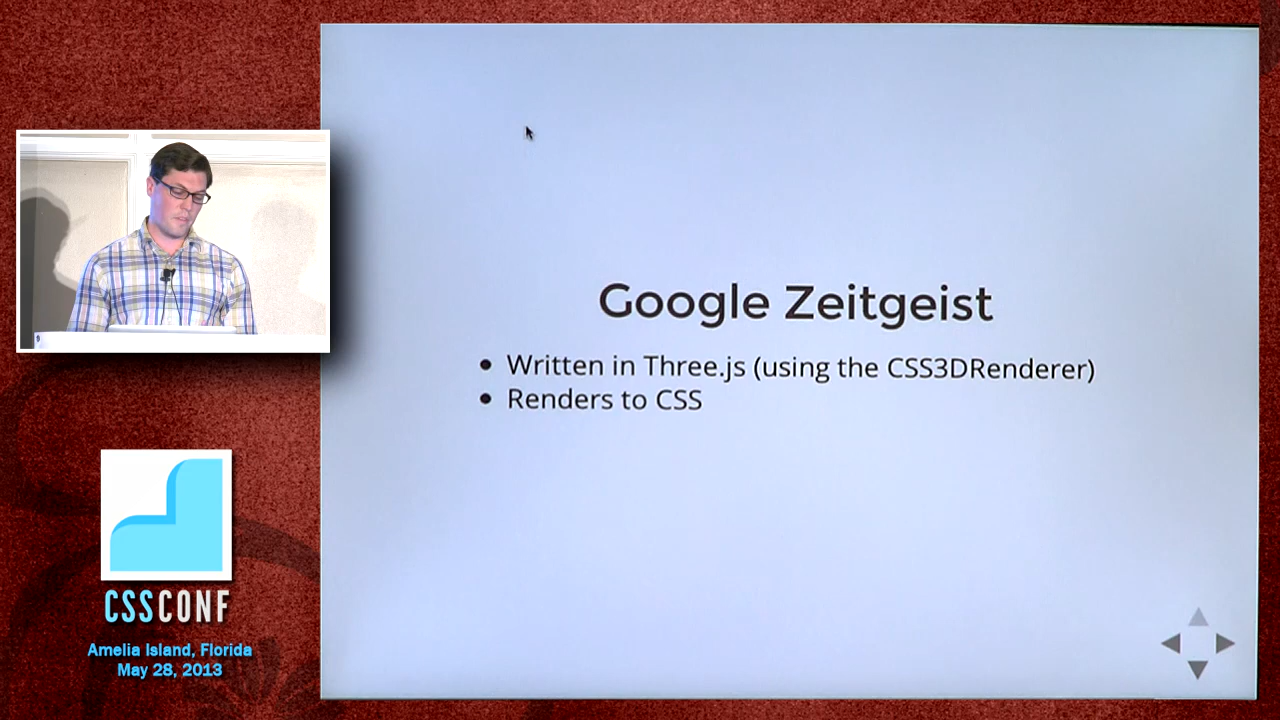 Google Zeitgeist
Written in Three.js (using the CSS3DRenderer)
Renders to CSS
CSSCONF
Amelia Island, Florida
May 28, 2013